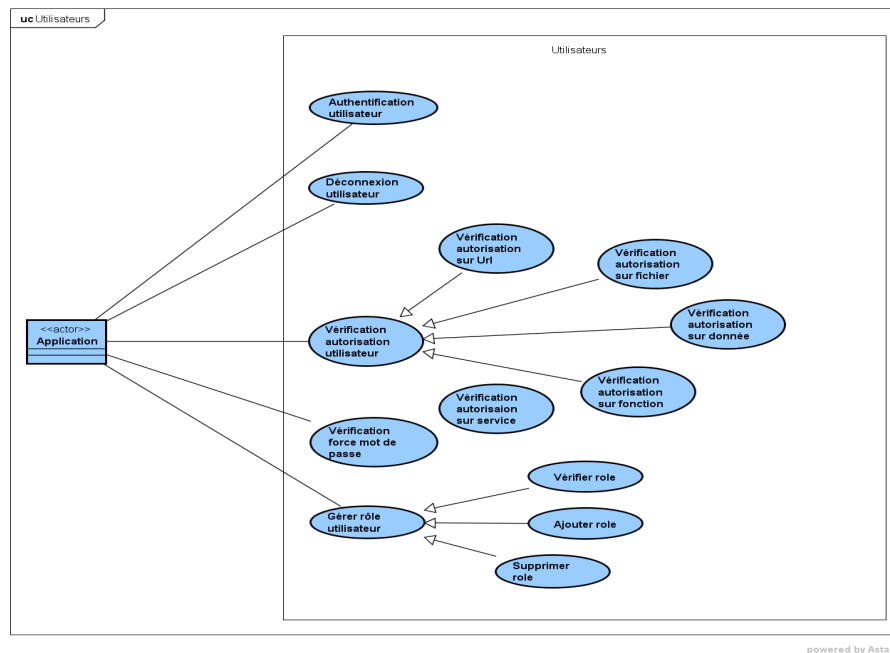 uc Utilisateurs
Utilisateurs
Authentification
utilisateur
Déconnexion
utilisateur
Vérification
autorisation
sur Url
Vérification
autorisation
sur fichier
Vérification
autorisation
sur donnée
<<actor>>
Application
Vérification
autorisation
utilisateur
Vérification
autorisation
sur fonction
Vérification
autorisaion
sur service
Vérification
force mot de
passe
Vérifier role
Gérer rôle
utilisateur
Ajouter role
Supprimer
role
powered by Asta